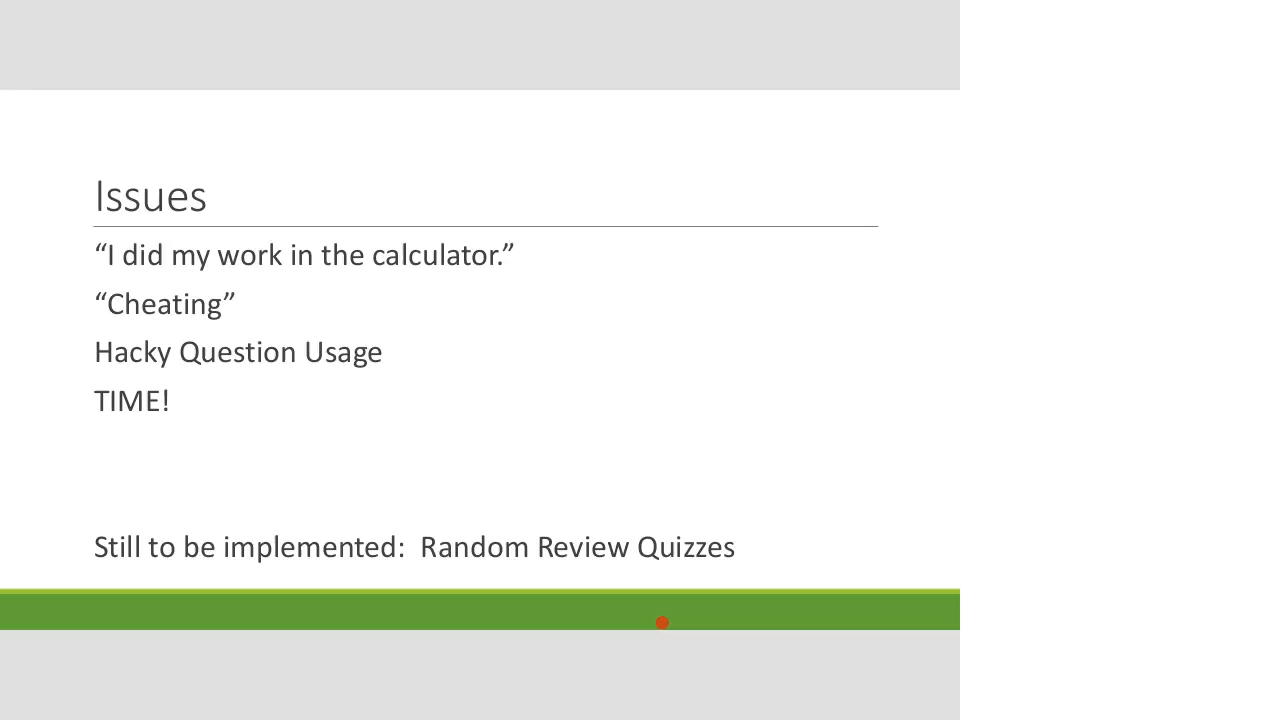 Issues
“I did my work in the calculator.”
“Cheating”
Hacky Question Usage
TIME!
Still to be implemented:  Random Review Quizzes